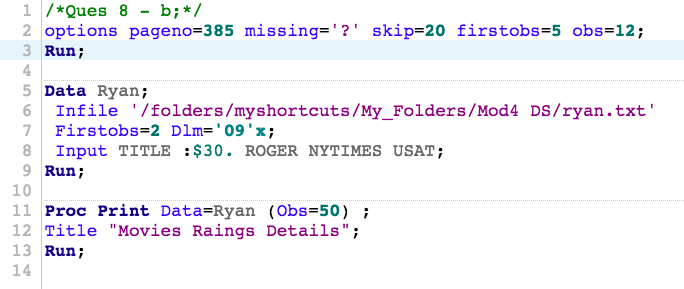 1 /*Ques 8 - b;*/
2 options pageno=385 missing='?' skip=20 firstobs=5 obs=12;
3 Run;
4
5 Data Ryan;
6 Infile '/folders/myshortcuts/My_Folders/Mod4 DS/ryan.txt'
7 Firstobs=2 Dlm='09'x;
8 Input TITLE :$30. ROGER NYTIMES USAT;
9 Run;
10
11 Proc Print Data=Ryan (Obs=50) ;
12 Title "Movies Raings Details";
13 Run;
14